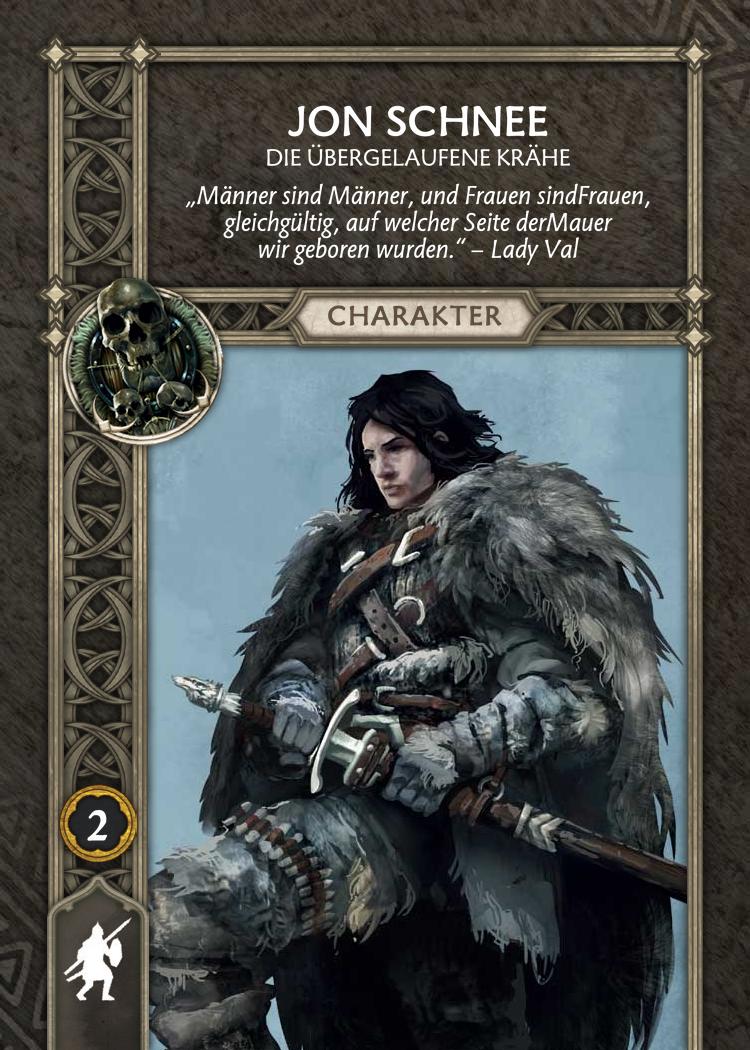 JON SCHNEE
DIE ÜBERGELAUFENE KRÄHE
„Männer sind Männer, und Frauen sindFrauen,
gleichgültig, auf welcher Seite derMauer
wir geboren wurden.“ – Lady Val
CHARAKTER
2